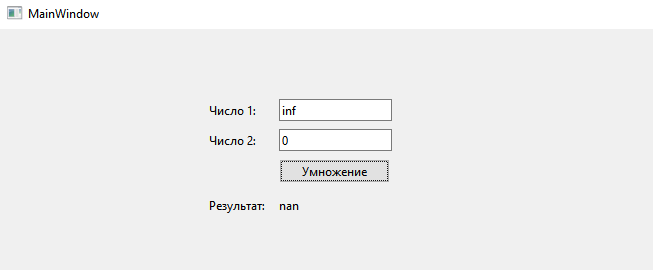 MainWindow
Число 1: inf
Число 2: 0
Умножение
Результат: nan